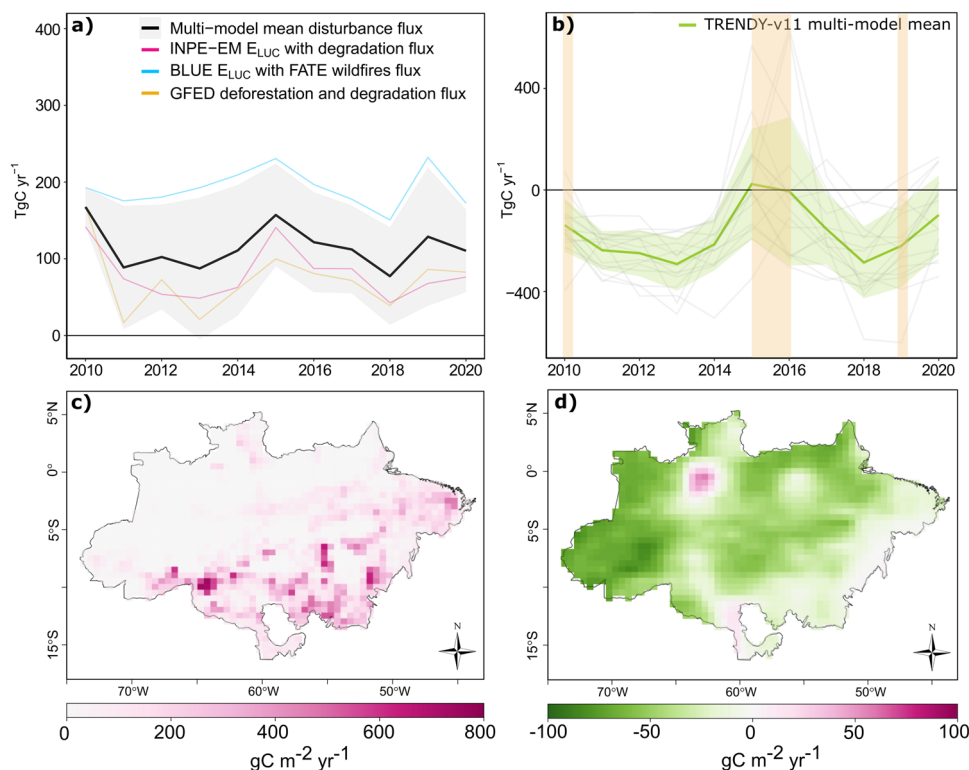 a)
Multi-model mean disturbance flux
INPE−EM E_LUC with degradation flux
BLUE E_LUC with FATE wildfires flux
GFED deforestation and degradation flux
TgC yr⁻¹
400
300
200
100
0
2010 2012 2014 2016 2018 2020
b)
TRENDY-v11 multi-model mean
TgC yr⁻¹
400
0
−400
2010 2012 2014 2016 2018 2020
c)
5°N
0°
5°S
15°S
N
70°W 60°W 50°W
0 200 400 600 800
gC m⁻² yr⁻¹
d)
5°N
0°
5°S
15°S
N
70°W 60°W 50°W
-100 -50 0 50 100
gC m⁻² yr⁻¹